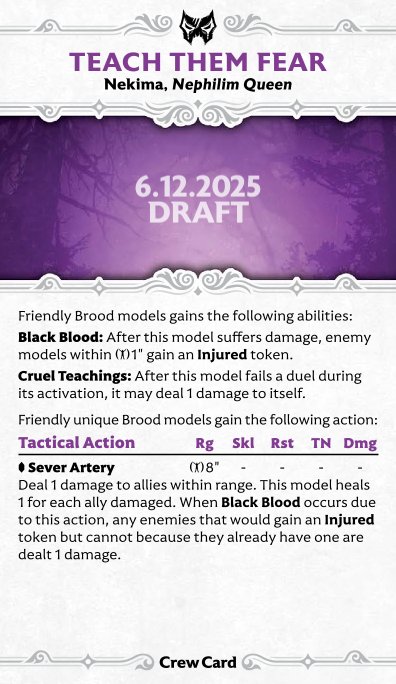 TEACH THEM FEAR
Nekima, Nephilim Queen
6.12.2025
DRAFT
Friendly Brood models gains the following abilities:
Black Blood: After this model suffers damage, enemy
models within 1" gain an Injured token.
Cruel Teachings: After this model fails a duel during
its activation, it may deal 1 damage to itself.
Friendly unique Brood models gain the following action:
Tactical Action Rg Skl Rst TN Dmg
Sever Artery 8" - - - -
Deal 1 damage to allies within range. This model heals
1 for each ally damaged. When Black Blood occurs due
to this action, any enemies that would gain an Injured
token but cannot because they already have one are
dealt 1 damage.
Crew Card